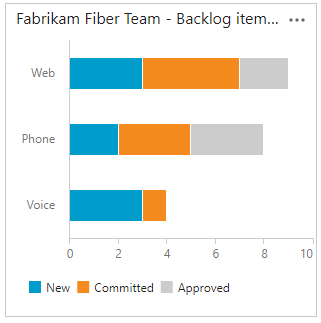 Fabrikam Fiber Team - Backlog item...
Web
Phone
Voice
0 2 4 6 8 10
New Committed Approved